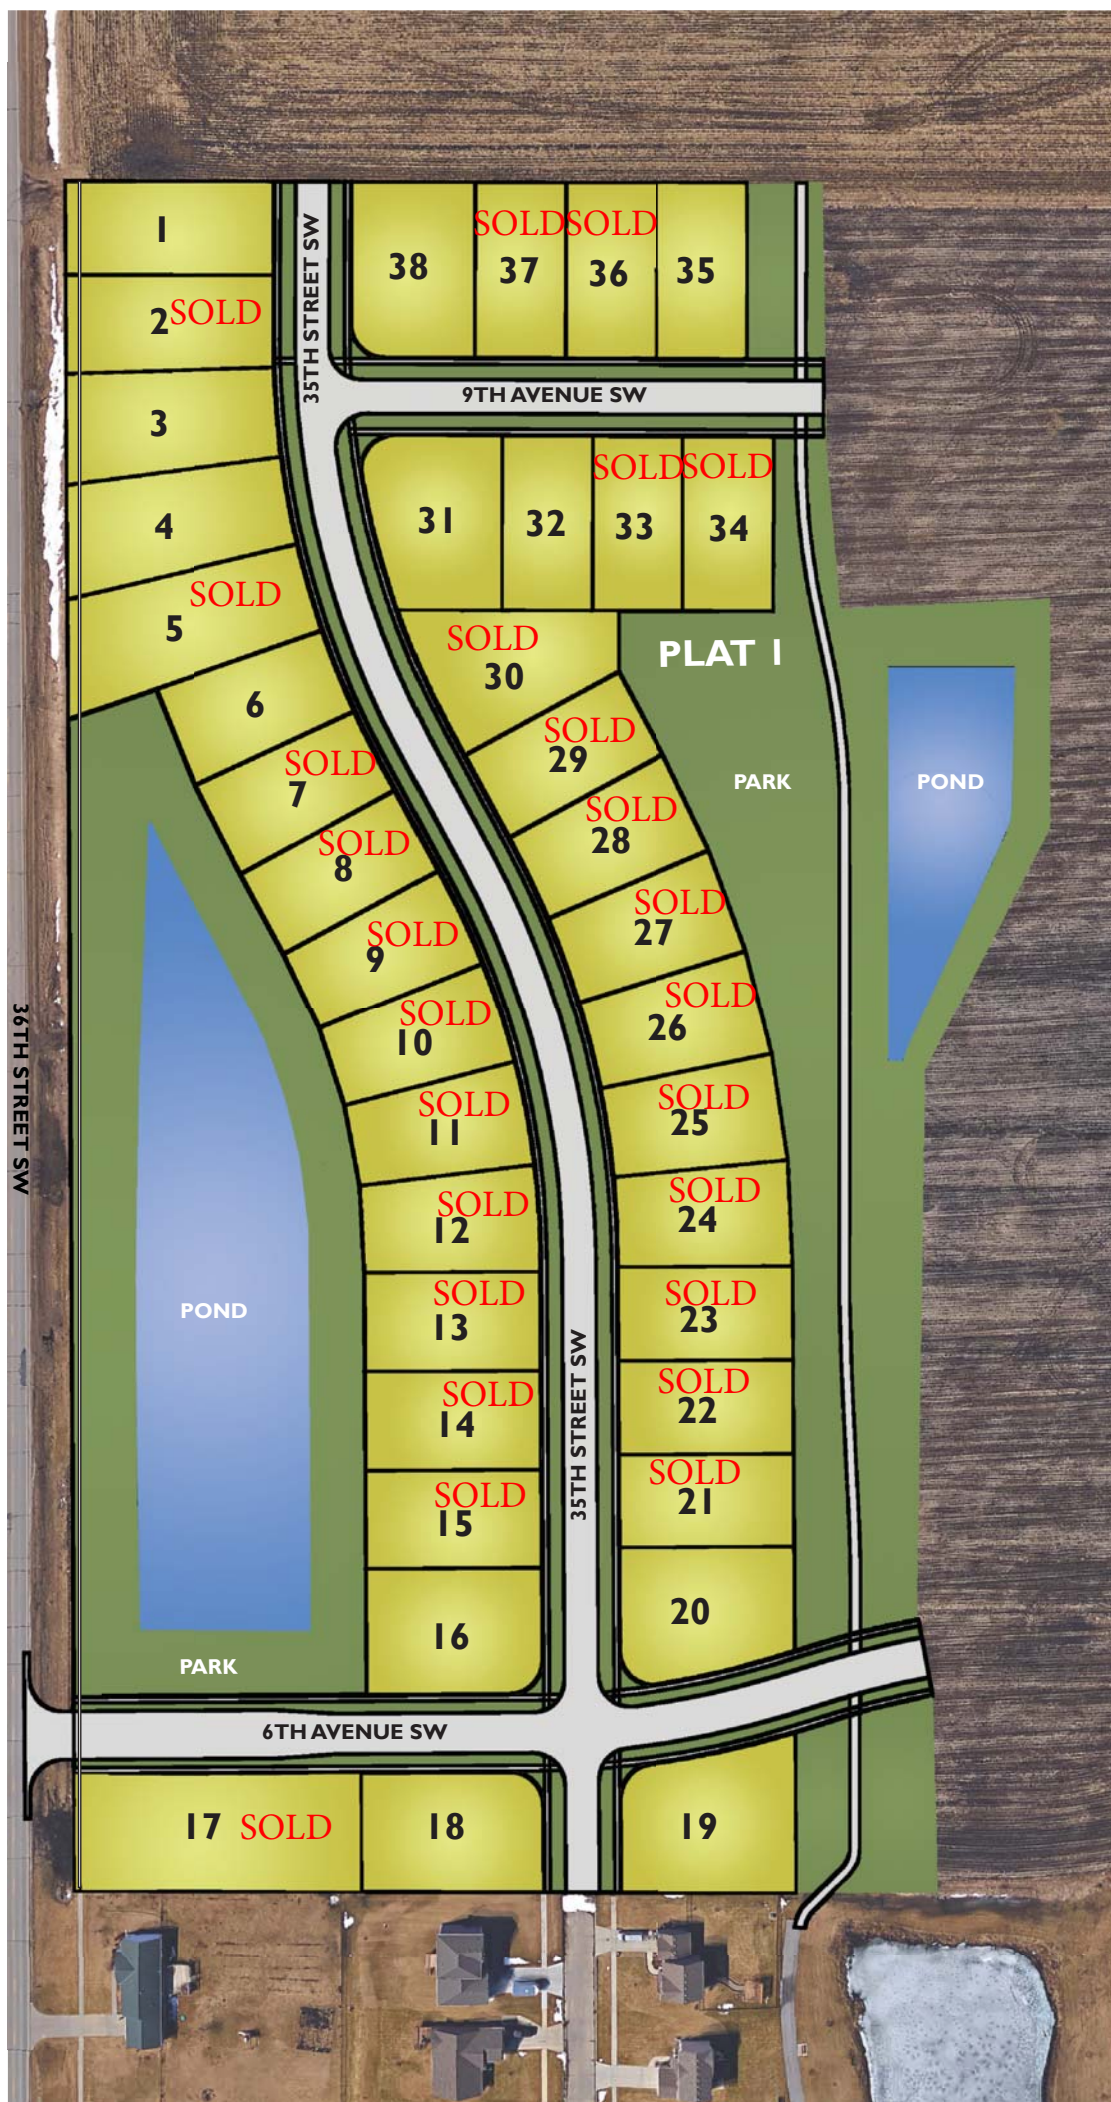 1
35TH STREET SW
38
SOLD
37
SOLD
36
35
2 SOLD
9TH AVENUE SW
3
31
32
SOLD
33
SOLD
34
4
SOLD
5
SOLD
30
PLAT 1
6
SOLD
29
PARK
POND
SOLD
7
SOLD
28
SOLD
8
SOLD
27
SOLD
9
SOLD
26
SOLD
10
36TH STREET SW
SOLD
11
SOLD
25
SOLD
12
SOLD
24
POND
SOLD
13
SOLD
23
SOLD
14
35TH STREET SW
SOLD
22
SOLD
15
SOLD
21
16
20
PARK
6TH AVENUE SW
17 SOLD
18
19